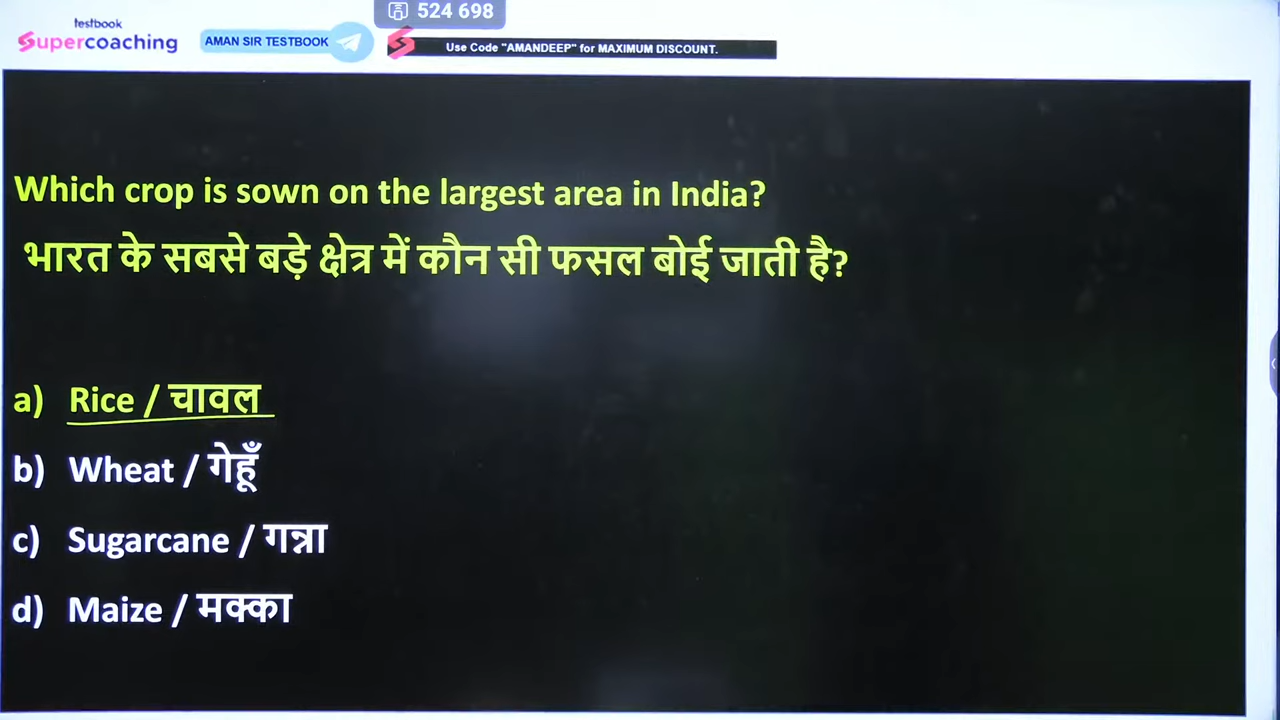 testbook
Supercoaching
AMAN SIR TESTBOOK
Use Code "AMANDEEP" for MAXIMUM DISCOUNT.
524 698
Which crop is sown on the largest area in India?
भारत के सबसे बड़े क्षेत्र में कौन सी फसल बोई जाती है?
a) Rice / चावल
b) Wheat / गेहूँ
c) Sugarcane / गन्ना
d) Maize / मक्का